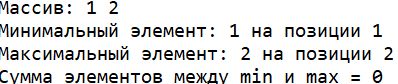 Массив: 1 2
Минимальный элемент: 1 на позиции 1
Максимальный элемент: 2 на позиции 2
Сумма элементов между min и max = 0